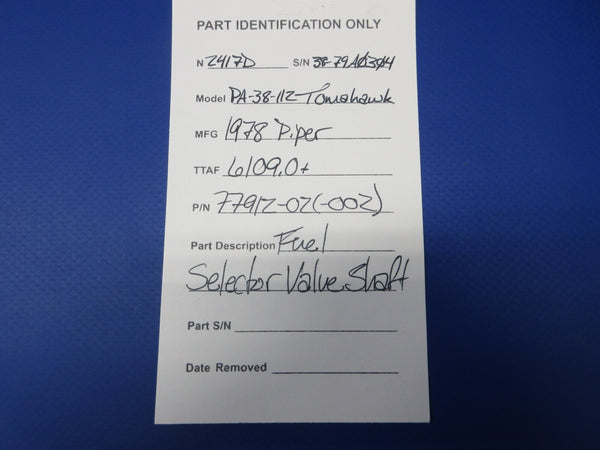 PART IDENTIFICATION ONLY
N 2417D S/N 38-79A0304
Model PA-38-112 Tomahawk
MFG 1978 Piper
TTAF 6109.0+
P/N 77912-02(-002)
Part Description Fuel
Selector Valve Shaft
Part S/N
Date Removed